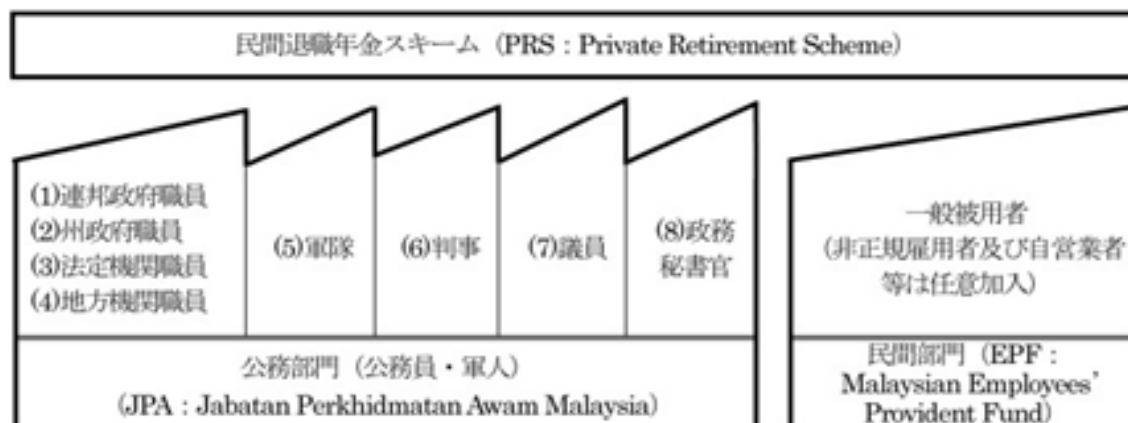 民間退職年金スキーム（PRS：Private Retirement Scheme）
(1)連邦政府職員
(2)州政府職員
(3)法定機関職員
(4)地方機関職員
(5)軍隊
(6)判事
(7)議員
(8)政務
秘書官
一般被用者
（非正規雇用者及び自営業者
等は任意加入）
公務部門（公務員・軍人）
（JPA：Jabatan Perkhidmatan Awam Malaysia）
民間部門（EPF：
Malaysian Employees’
Provident Fund）